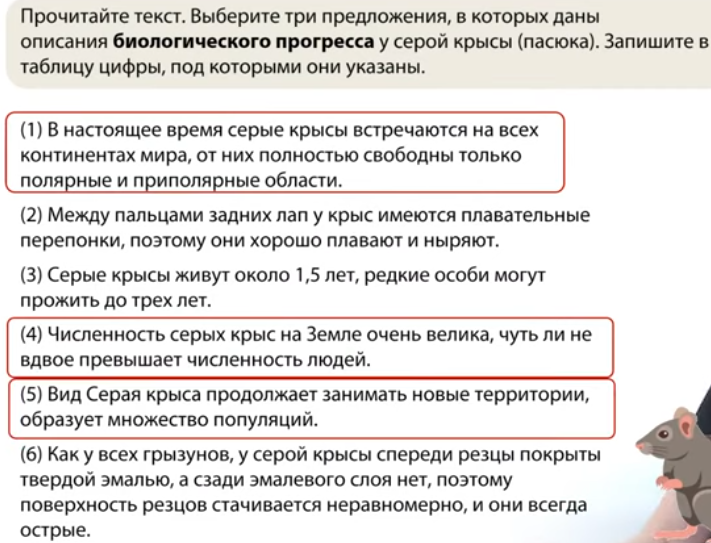 Прочитайте текст. Выберите три предложения, в которых даны
описания биологического прогресса у серой крысы (пасюка). Запишите в
таблицу цифры, под которыми они указаны.
(1) В настоящее время серые крысы встречаются на всех
континентах мира, от них полностью свободны только
полярные и приполярные области.
(2) Между пальцами задних лап у крыс имеются плавательные
перепонки, поэтому они хорошо плавают и ныряют.
(3) Серые крысы живут около 1,5 лет, редкие особи могут
прожить до трех лет.
(4) Численность серых крыс на Земле очень велика, чуть ли не
вдвое превышает численность людей.
(5) Вид Серая крыса продолжает занимать новые территории,
образует множество популяций.
(6) Как у всех грызунов, у серой крысы спереди резцы покрыты
твердой эмалью, а сзади эмалевого слоя нет, поэтому
поверхность резцов стачивается неравномерно, и они всегда
острые.